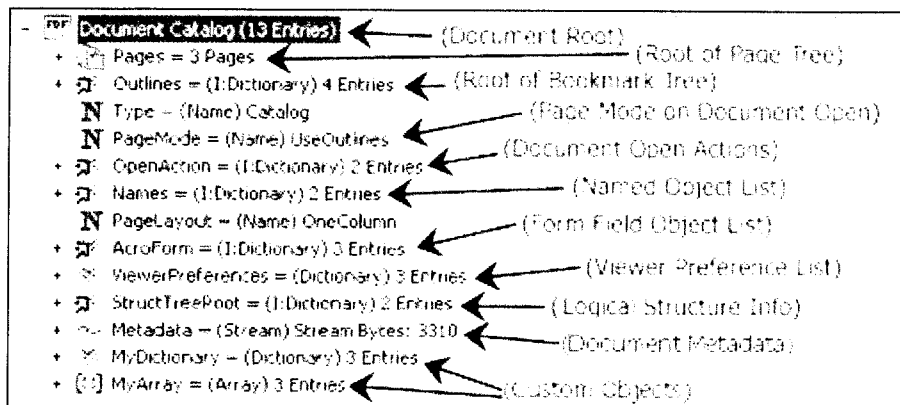 Document Catalog (13 Entries) (Document Root)
Pages = 3 Pages (Root of Page Tree)
Outlines = (I:Dictionary) 4 Entries (Root of Bookmark Tree)
Type = (Name) Catalog (Page Mode on Document Open)
PageMode = (Name) UseOutlines
OpenAction = (I:Dictionary) 2 Entries (Document Open Actions)
Names = (I:Dictionary) 2 Entries (Named Object List)
PageLayout = (Name) OneColumn (Form Field Object List)
AcroForm = (I:Dictionary) 3 Entries
ViewerPreferences = (Dictionary) 3 Entries (Viewer Preference List)
StructTreeRoot = (I:Dictionary) 2 Entries (Logical Structure Info)
Metadata = (Stream) Stream Bytes: 3310 (Document Metadata)
MyDictionary = (Dictionary) 3 Entries
MyArray = (Array) 3 Entries (Custom Objects)